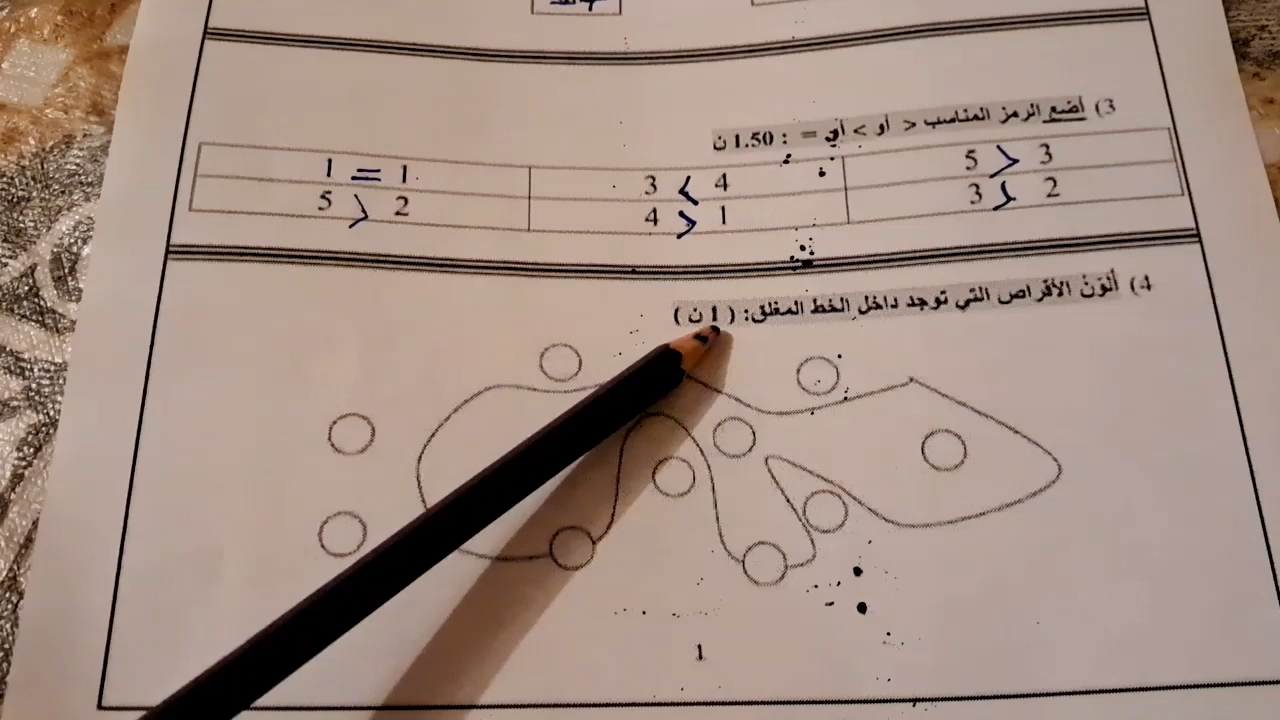 3) أضع الرمز المناسب > أو < أو = : 1.50 ن
5 > 3
3 < 4
1 = 1
3 > 2
4 > 1
5 > 2
4) أُلَوِّنُ الأقراص التي توجد داخل الخط المغلق: ( 1 ن )
1